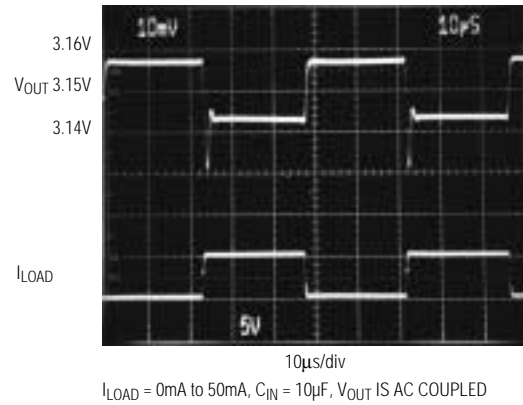 10mV 10µS
3.16V
VOUT 3.15V
3.14V
ILOAD
5V
10µs/div
ILOAD = 0mA to 50mA, CIN = 10µF, VOUT IS AC COUPLED